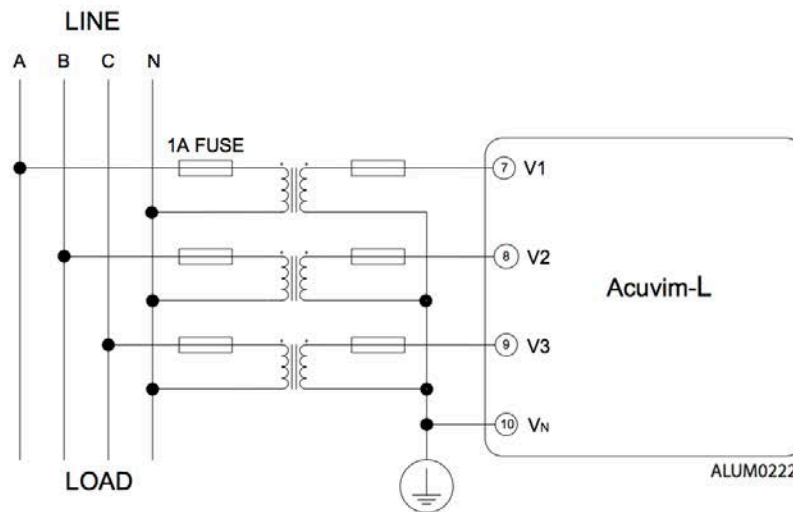 LINE
A B C N
1A FUSE
7 V1
8 V2
Acuvim-L
9 V3
10 VN
LOAD
ALUM0222